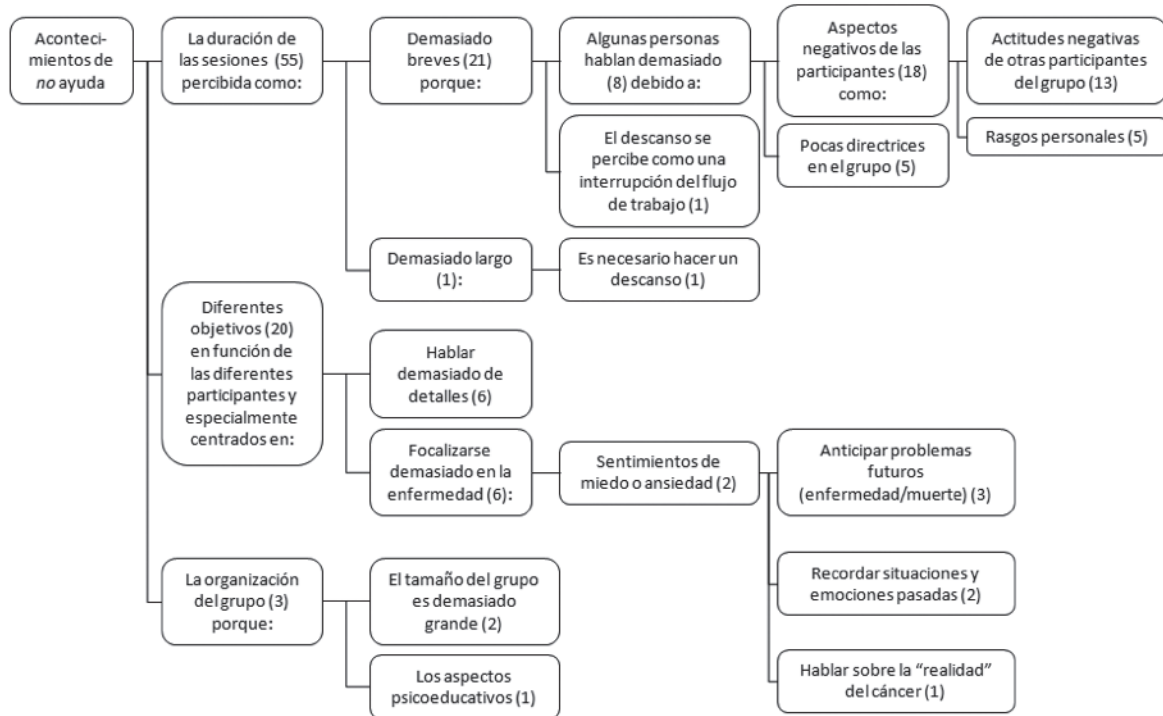 Acontecimientos de
no ayuda
La duración de
las sesiones (55)
percibida como:
Demasiado breves (21)
porque:
Algunas personas
hablan demasiado
(8) debido a:
Aspectos
negativos de las
participantes (18)
como:
Actitudes negativas
de otras participantes
del grupo (13)
Rasgos personales (5)
Pocas directrices
en el grupo (5)
El descanso se
percibe como una
interrupción del flujo
de trabajo (1)
Demasiado largo
(1):
Es necesario hacer un
descanso (1)
Diferentes
objetivos (20)
en función de
las diferentes
participantes y
especialmente
centrados en:
Hablar
demasiado de
detalles (6)
Focalizarse
demasiado en la
enfermedad (6):
Sentimientos de
miedo o ansiedad (2)
Anticipar problemas
futuros
(enfermedad/muerte) (3)
Recordar situaciones y
emociones pasadas (2)
Hablar sobre la “realidad”
del cáncer (1)
La organización
del grupo (3)
porque:
El tamaño del grupo
es demasiado
grande (2)
Los aspectos
psicoeducativos (1)